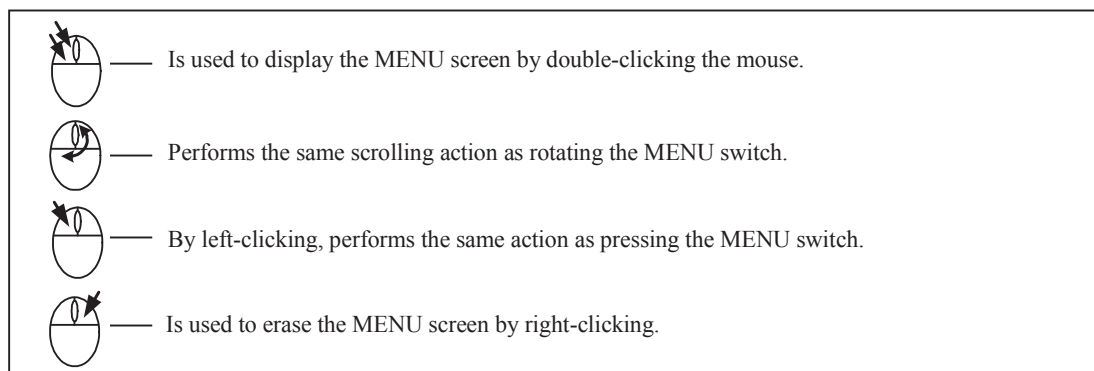 Is used to display the MENU screen by double-clicking the mouse.
Performs the same scrolling action as rotating the MENU switch.
By left-clicking, performs the same action as pressing the MENU switch.
Is used to erase the MENU screen by right-clicking.